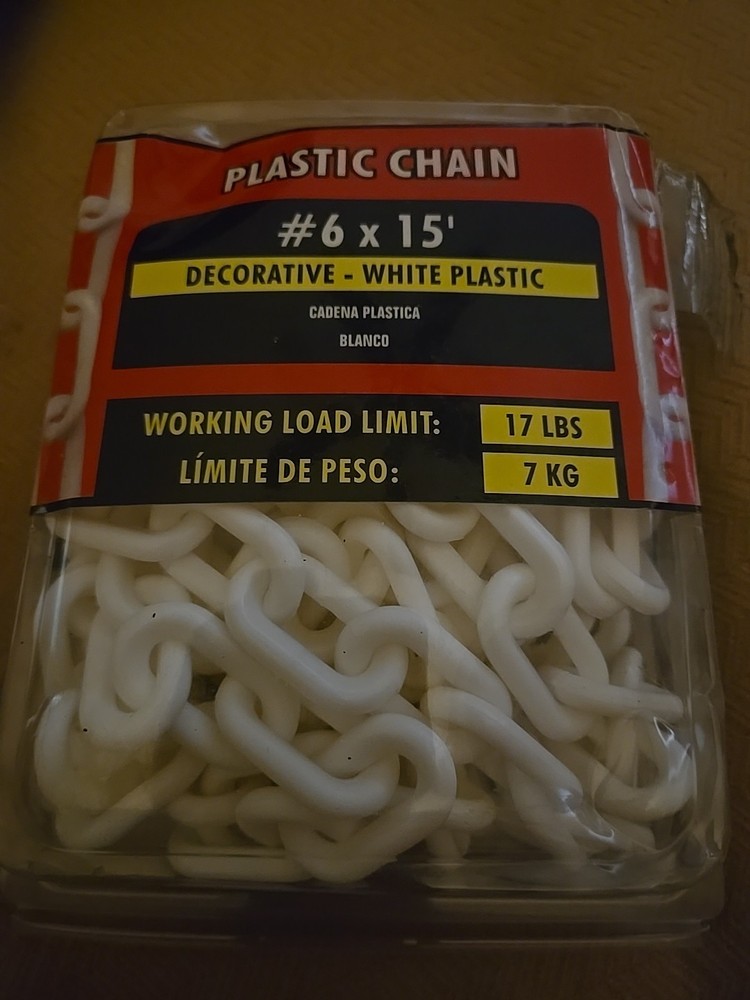 PLASTIC CHAIN
#6 x 15'
DECORATIVE - WHITE PLASTIC
CADENA PLASTICA
BLANCO
WORKING LOAD LIMIT: 17 LBS
LÍMITE DE PESO: 7 KG